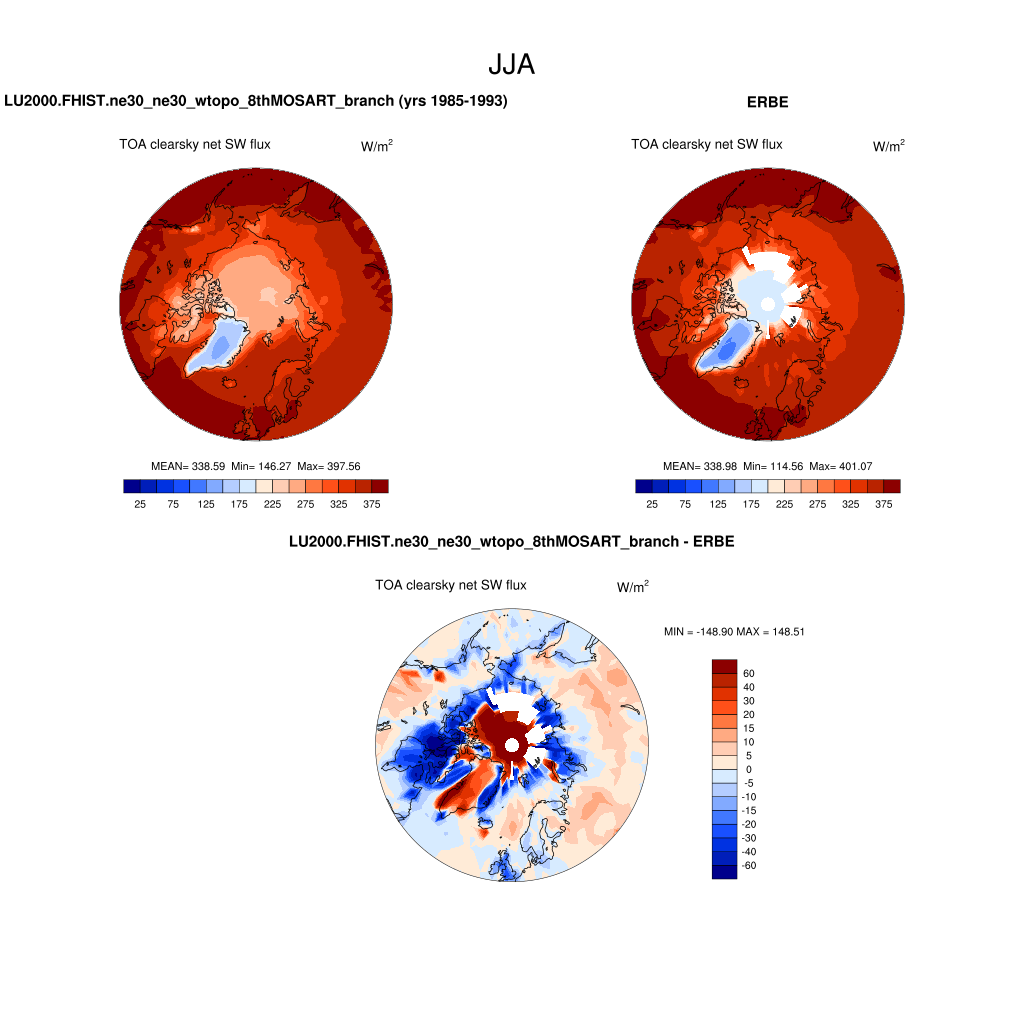 JJA
LU2000.FHIST.ne30_ne30_wtopo_8thMOSART_branch (yrs 1985-1993)
ERBE
TOA clearsky net SW flux W/m²
TOA clearsky net SW flux W/m²
MEAN= 338.59 Min= 146.27 Max= 397.56
MEAN= 338.98 Min= 114.56 Max= 401.07
25 75 125 175 225 275 325 375
25 75 125 175 225 275 325 375
LU2000.FHIST.ne30_ne30_wtopo_8thMOSART_branch - ERBE
TOA clearsky net SW flux W/m²
MIN = -148.90 MAX = 148.51
60
40
30
20
15
10
5
0
-5
-10
-15
-20
-30
-40
-60